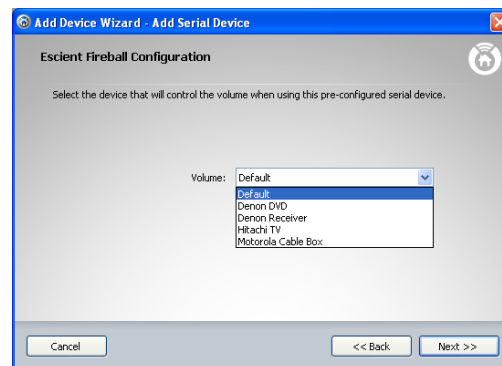 Add Device Wizard - Add Serial Device
Escient Fireball Configuration
Select the device that will control the volume when using this pre-configured serial device.
Volume: Default
Default
Denon DVD
Denon Receiver
Hitachi TV
Motorola Cable Box
Cancel
<< Back
Next >>